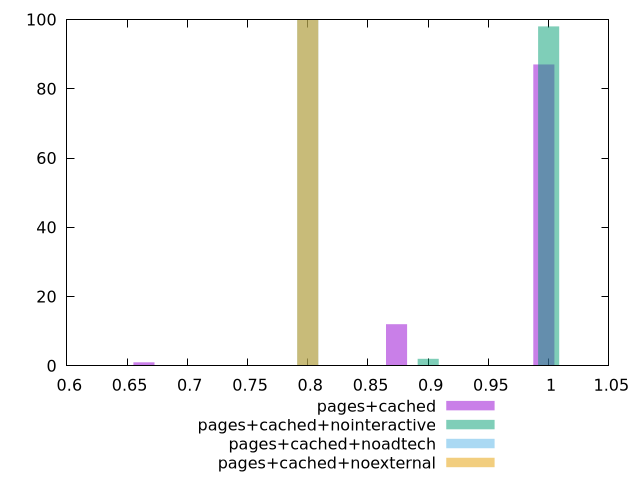 100
80
60
40
20
0
0.6 0.65 0.7 0.75 0.8 0.85 0.9 0.95 1 1.05
pages+cached
pages+cached+nointeractive
pages+cached+noadtech
pages+cached+noexternal